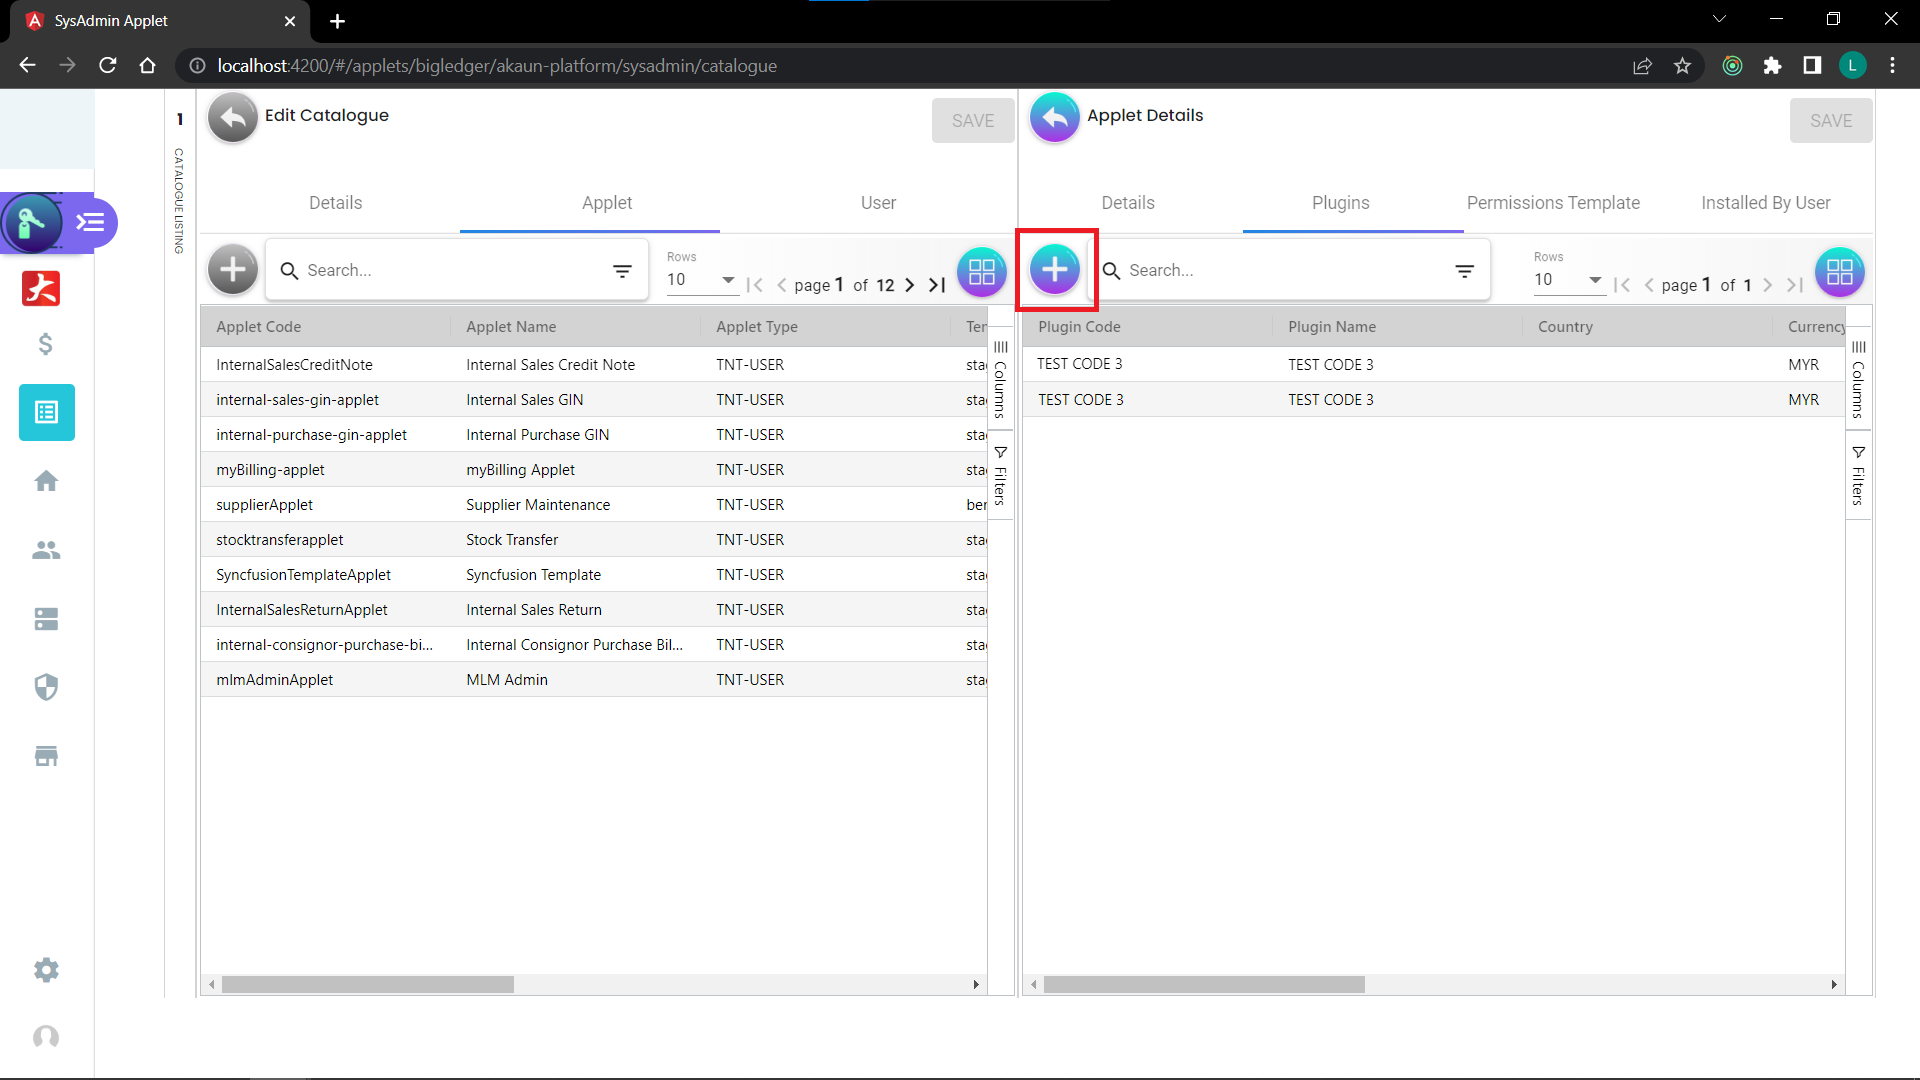 SysAdmin Applet
localhost:4200/#/applets/bigledger/akaun-platform/sysadmin/catalogue
L
1
CATALOGUE LISTING
Edit Catalogue
SAVE
Details
Applet
User
Search...
Rows
10
page 1 of 12
Applet Code
Applet Name
Applet Type
Ter
InternalSalesCreditNote
Internal Sales Credit Note
TNT-USER
sta
internal-sales-gin-applet
Internal Sales GIN
TNT-USER
sta
internal-purchase-gin-applet
Internal Purchase GIN
TNT-USER
sta
myBilling-applet
myBilling Applet
TNT-USER
sta
supplierApplet
Supplier Maintenance
TNT-USER
ber
stocktransferapplet
Stock Transfer
TNT-USER
sta
SyncfusionTemplateApplet
Syncfusion Template
TNT-USER
sta
InternalSalesReturnApplet
Internal Sales Return
TNT-USER
sta
internal-consignor-purchase-bi...
Internal Consignor Purchase Bil...
TNT-USER
sta
mlmAdminApplet
MLM Admin
TNT-USER
sta
Columns
Filters
Applet Details
SAVE
Details
Plugins
Permissions Template
Installed By User
Search...
Rows
10
page 1 of 1
Plugin Code
Plugin Name
Country
Currency
TEST CODE 3
TEST CODE 3
MYR
TEST CODE 3
TEST CODE 3
MYR
Columns
Filters